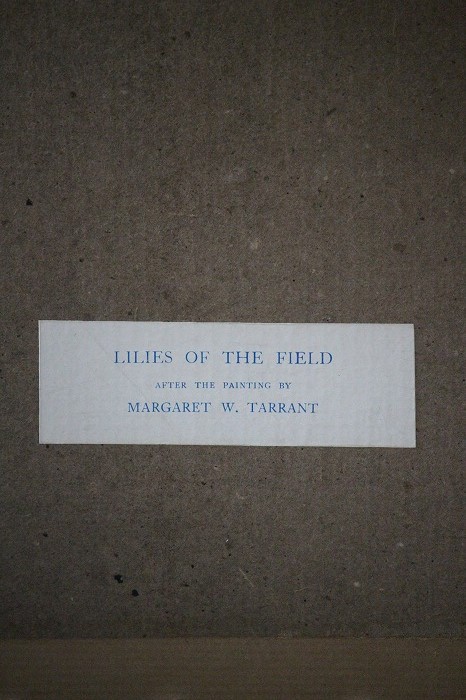 LILIES OF THE FIELD
AFTER THE PAINTING BY
MARGARET W. TARRANT